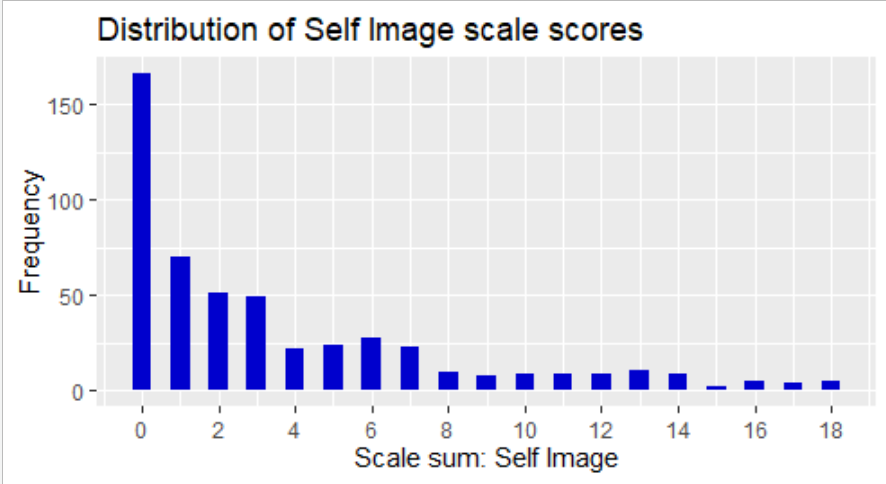 Distribution of Self Image scale scores
150
100
50
0
Frequency
0 2 4 6 8 10 12 14 16 18
Scale sum: Self Image